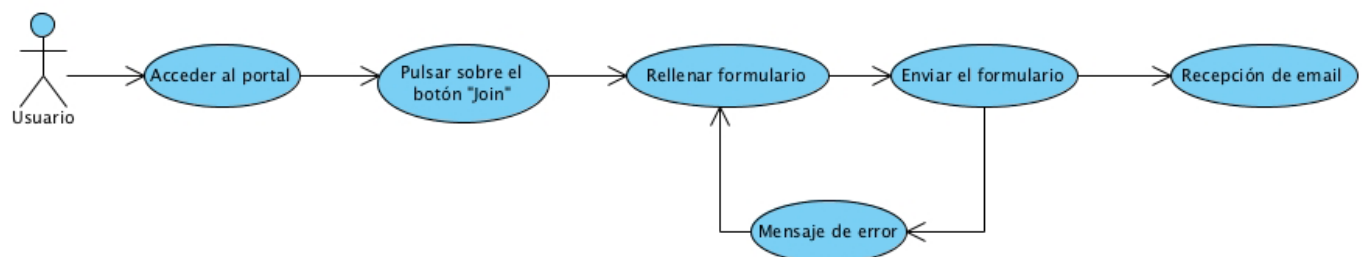 Usuario
Acceder al portal
Pulsar sobre el
botón "Join"
Rellenar formulario
Enviar el formulario
Recepción de email
Mensaje de error